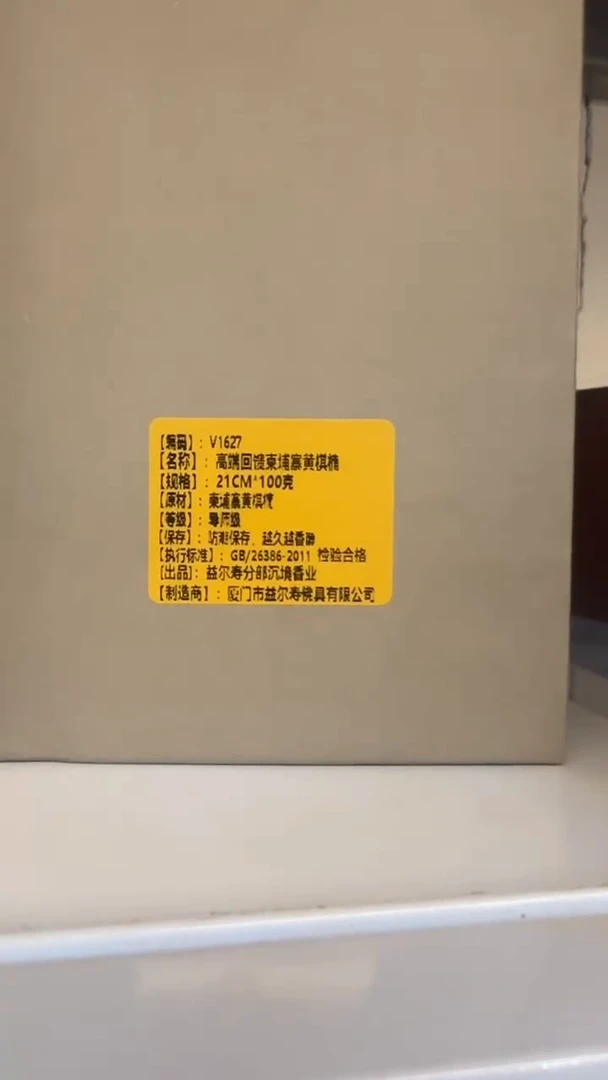 【编码】：V1627
【名称】：高端回馈柬埔寨黄棋楠
【规格】：21CM*100克
【原材】：柬埔寨黄棋楠
【等级】：导师级
【保存】：防潮保存，越久越香醇
【执行标准】：GB/26386-2011 检验合格
【出品】：益尔寿分部沉境香业
【制造商】：厦门市益尔寿佛具有限公司